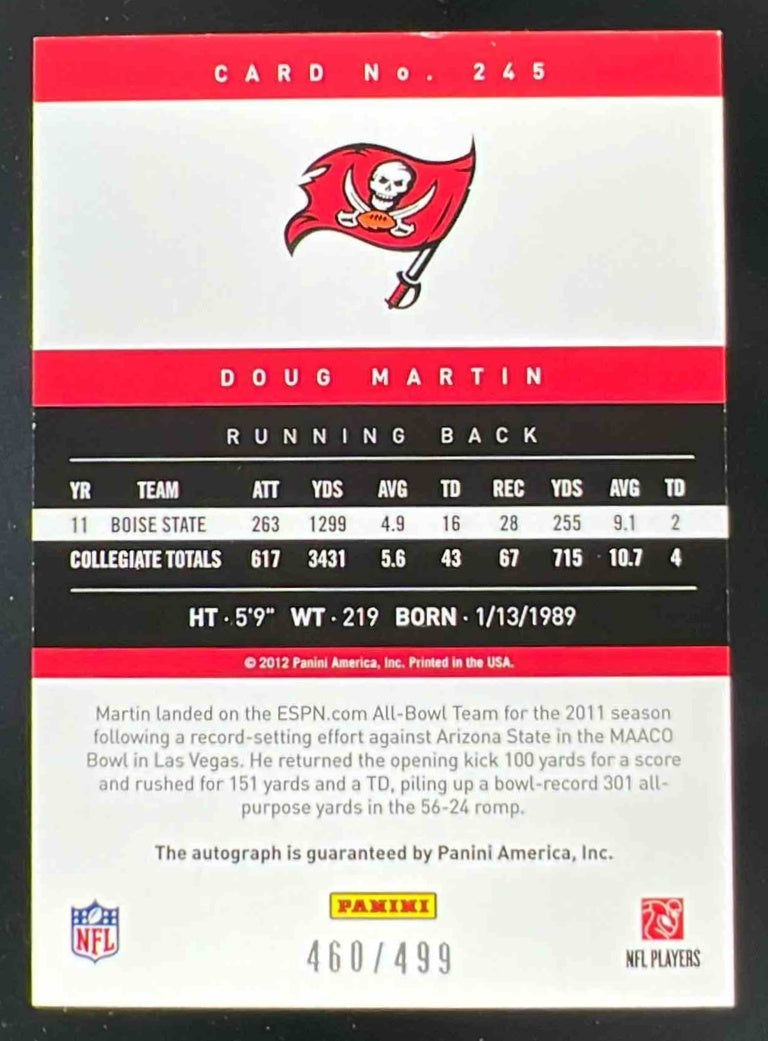 CARD No. 245
DOUG MARTIN
RUNNING BACK
YR TEAM ATT YDS AVG TD REC YDS AVG TD
11 BOISE STATE 263 1299 4.9 16 28 255 9.1 2
COLLEGIATE TOTALS 617 3431 5.6 43 67 715 10.7 4
HT · 5'9" WT · 219 BORN · 1/13/1989
© 2012 Panini America, Inc. Printed in the USA.
Martin landed on the ESPN.com All-Bowl Team for the 2011 season
following a record-setting effort against Arizona State in the MAACO
Bowl in Las Vegas. He returned the opening kick 100 yards for a score
and rushed for 151 yards and a TD, piling up a bowl-record 301 all-
purpose yards in the 56-24 romp.
The autograph is guaranteed by Panini America, Inc.
NFL
PANINI
460/499
NFL PLAYERS